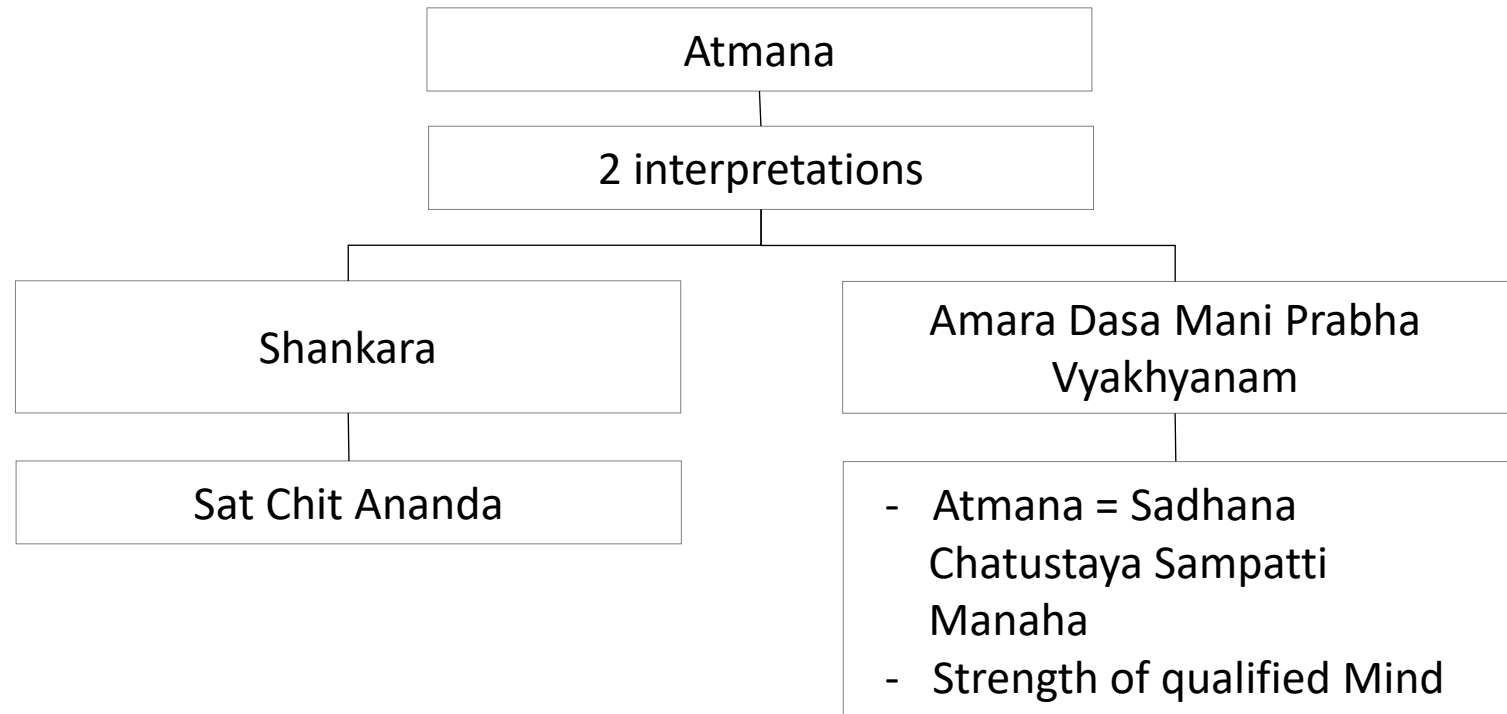 Atmana
2 interpretations
Shankara
Sat Chit Ananda
Amara Dasa Mani Prabha
Vyakhyanam
- Atmana = Sadhana
Chatustaya Sampatti
Manaha
- Strength of qualified Mind